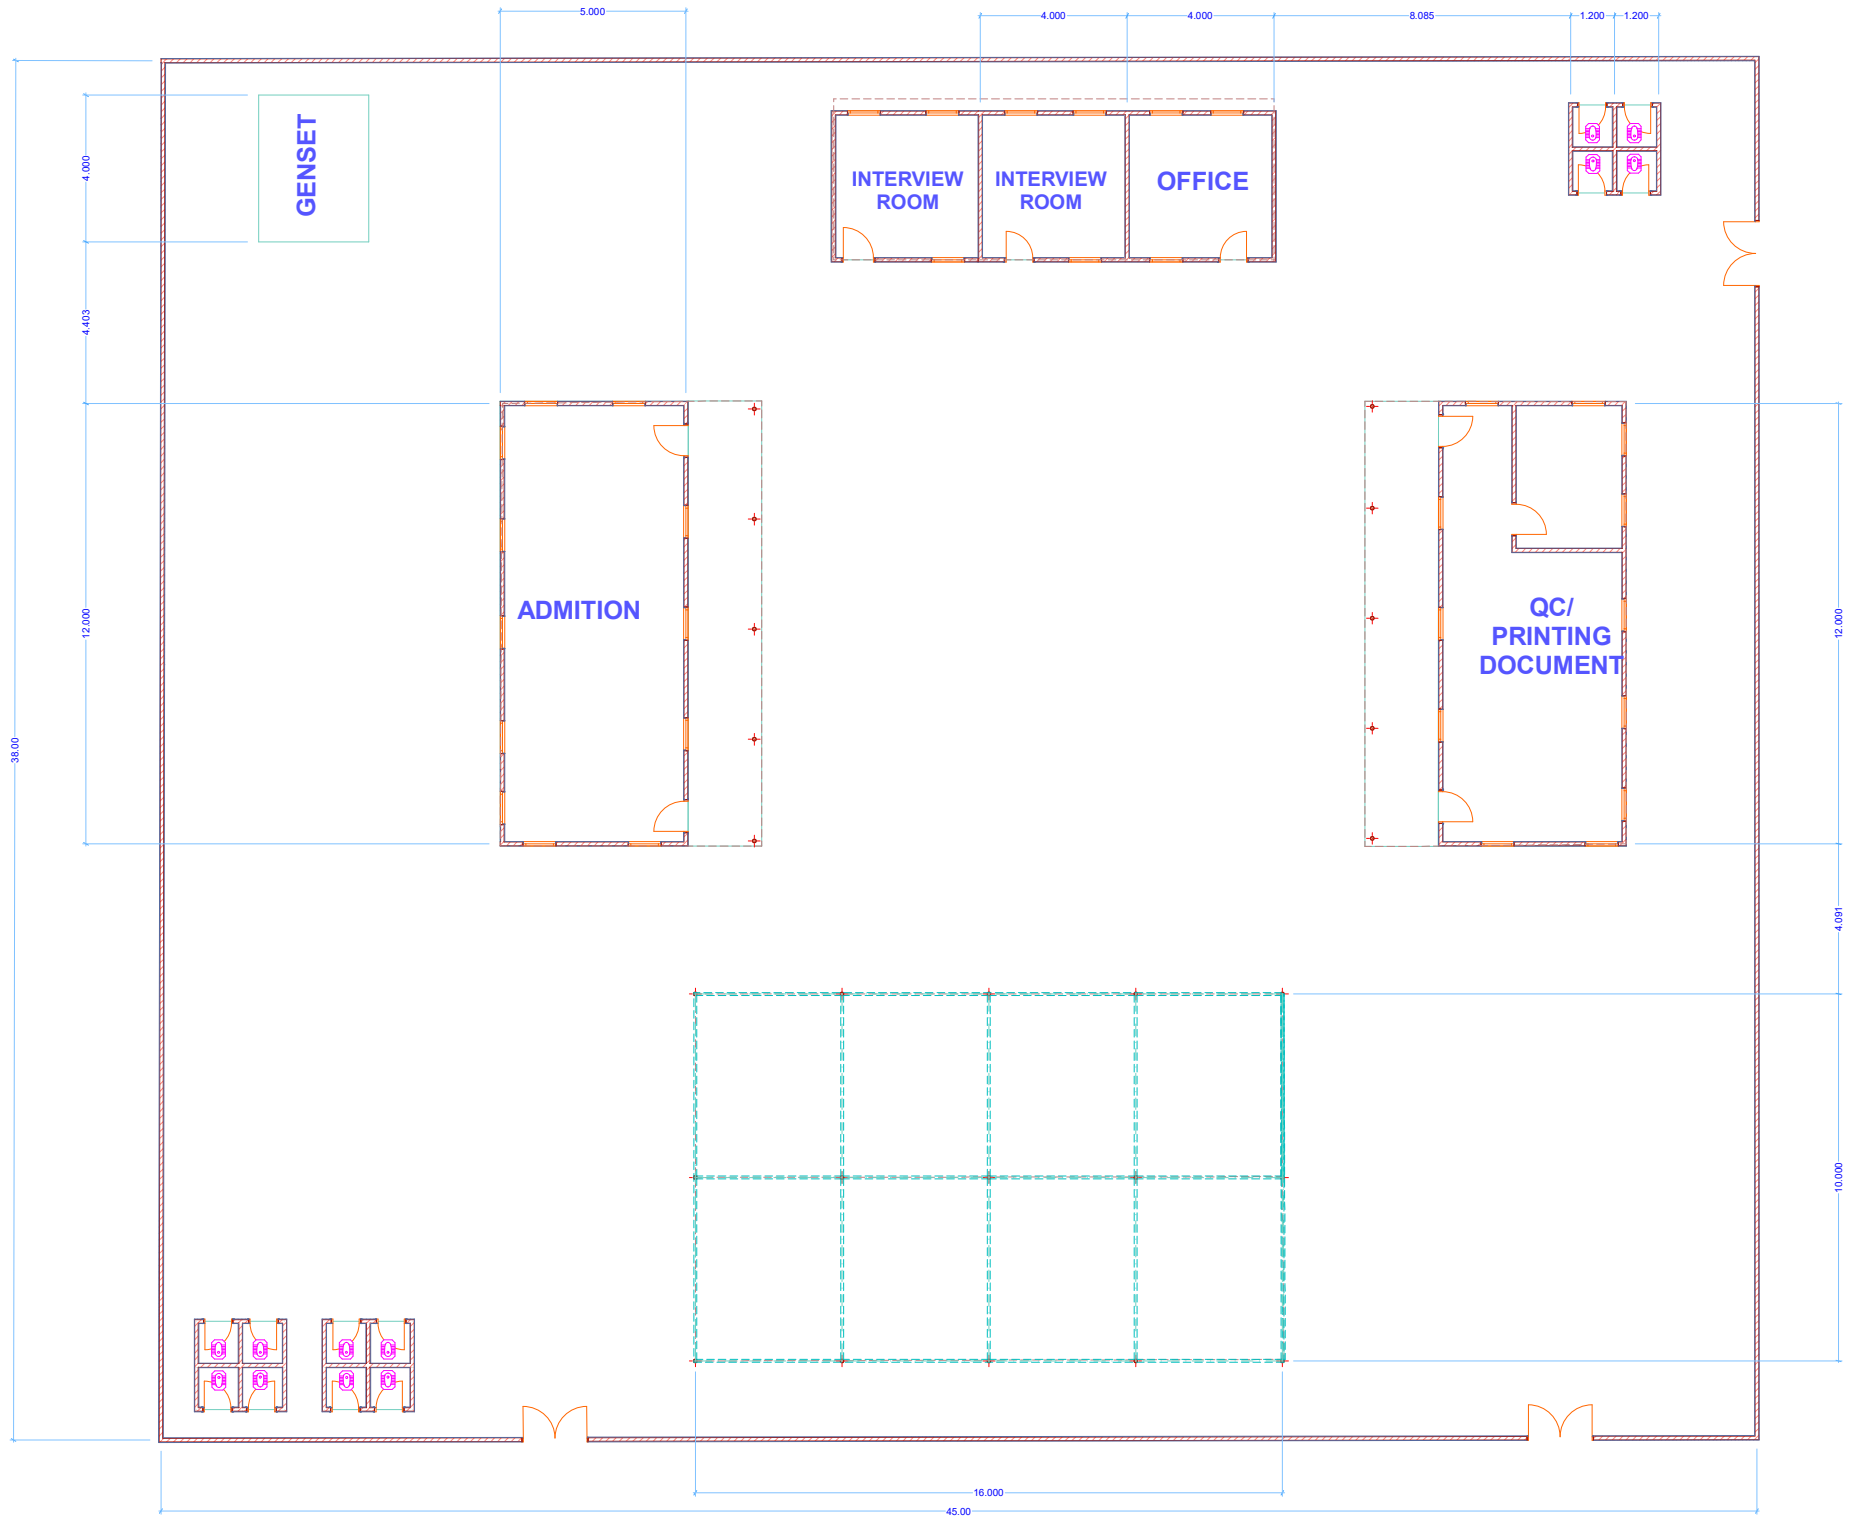 5.000
4.000
4.000
8.085
1.200
1.200
GENSET
4.000
INTERVIEW
ROOM
INTERVIEW
ROOM
OFFICE
4.403
ADMITION
QC/
PRINTING
DOCUMENT
12.000
12.000
38.00
4.091
10.000
16.000
45.00